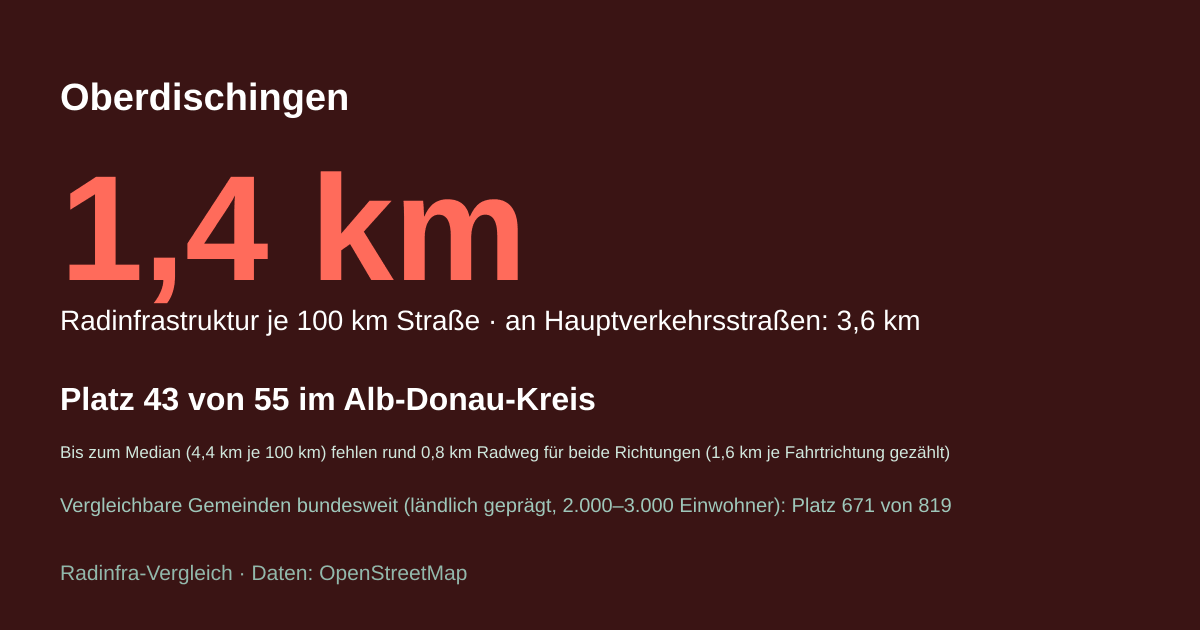 Oberdischingen
1,4 km
Radinfrastruktur je 100 km Straße · an Hauptverkehrsstraßen: 3,6 km
Platz 43 von 55 im Alb-Donau-Kreis
Bis zum Median (4,4 km je 100 km) fehlen rund 0,8 km Radweg für beide Richtungen (1,6 km je Fahrtrichtung gezählt)
Vergleichbare Gemeinden bundesweit (ländlich geprägt, 2.000–3.000 Einwohner): Platz 671 von 819
Radinfra-Vergleich · Daten: OpenStreetMap